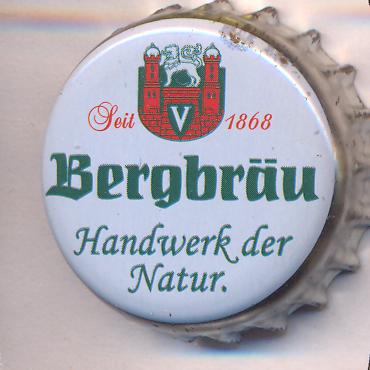 V
Seit 1868
Bergbräu
Handwerk der
Natur.